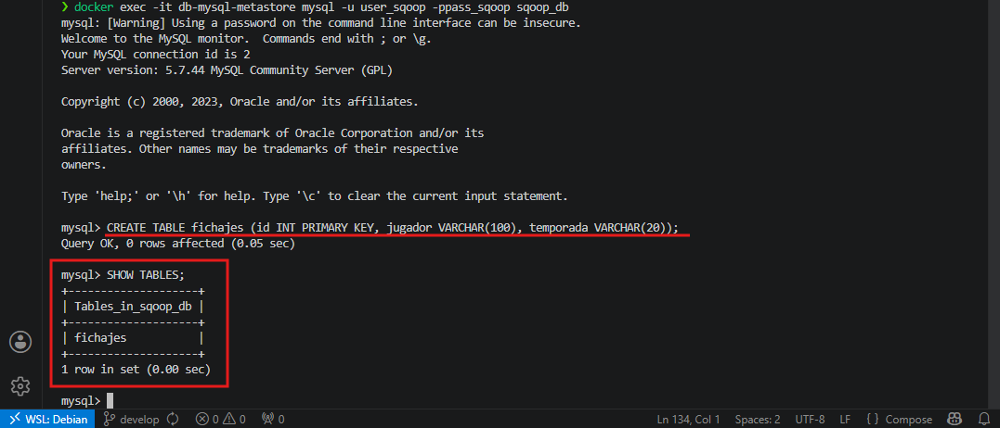 ❯ docker exec -it db-mysql-metastore mysql -u user_sqoop -ppass_sqoop sqoop_db
mysql: [Warning] Using a password on the command line interface can be insecure.
Welcome to the MySQL monitor.  Commands end with ; or \g.
Your MySQL connection id is 2
Server version: 5.7.44 MySQL Community Server (GPL)

Copyright (c) 2000, 2023, Oracle and/or its affiliates.

Oracle is a registered trademark of Oracle Corporation and/or its
affiliates. Other names may be trademarks of their respective
owners.

Type 'help;' or '\h' for help. Type '\c' to clear the current input statement.

mysql> CREATE TABLE fichajes (id INT PRIMARY KEY, jugador VARCHAR(100), temporada VARCHAR(20));
Query OK, 0 rows affected (0.05 sec)

mysql> SHOW TABLES;
+--------------------+
| Tables_in_sqoop_db |
+--------------------+
| fichajes           |
+--------------------+
1 row in set (0.00 sec)

mysql>
WSL: Debian develop 0 0 0 Ln 134, Col 1 Spaces: 2 UTF-8 LF { } Compose